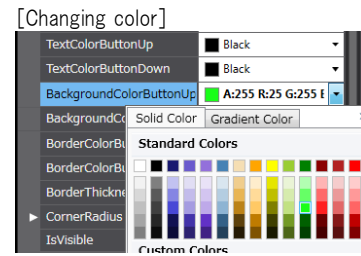 [Changing color]
TextColorButtonUp Black
TextColorButtonDown Black
BackgroundColorButtonUp A:255 R:25 G:255 B
BackgroundCo
Solid Color Gradient Color
BorderColorBu
Standard Colors
BorderColorBu
BorderThickne
CornerRadius
IsVisible
Custom Colors